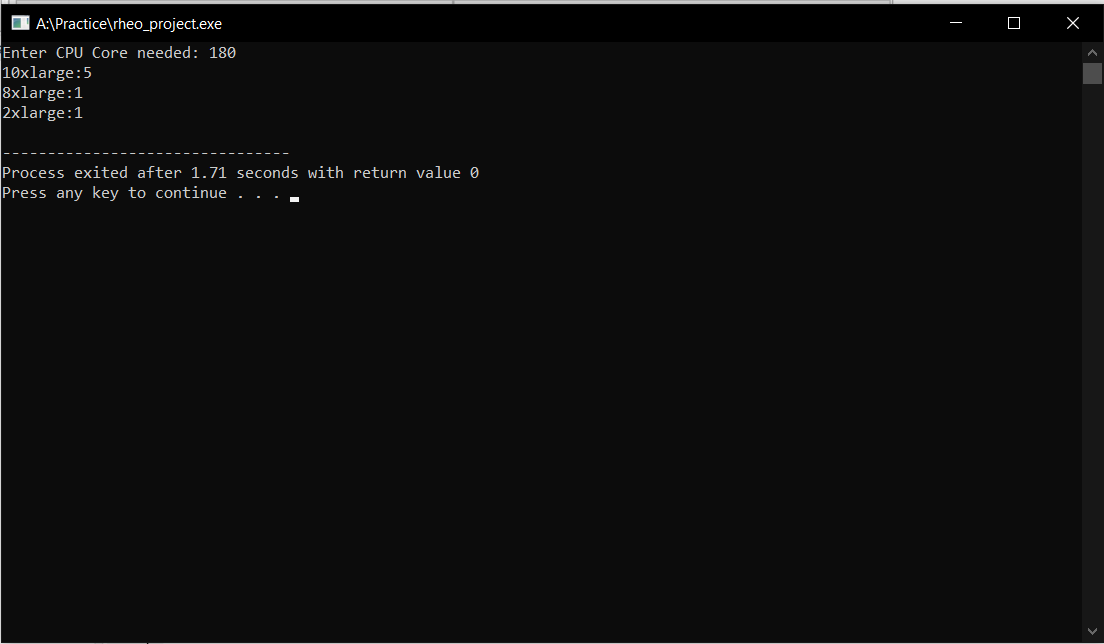 A:\Practice\rheo_project.exe
Enter CPU Core needed: 180
10xlarge:5
8xlarge:1
2xlarge:1
--------------------------------
Process exited after 1.71 seconds with return value 0
Press any key to continue . . .